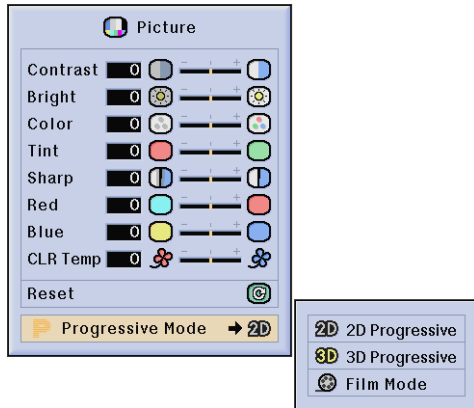 Picture
Contrast 0 - +
Bright 0 - +
Color 0 - +
Tint 0 - +
Sharp 0 - +
Red 0 - +
Blue 0 - +
CLR Temp 0 - +
Reset
P Progressive Mode ➔ 2D
2D 2D Progressive
3D 3D Progressive
Film Mode